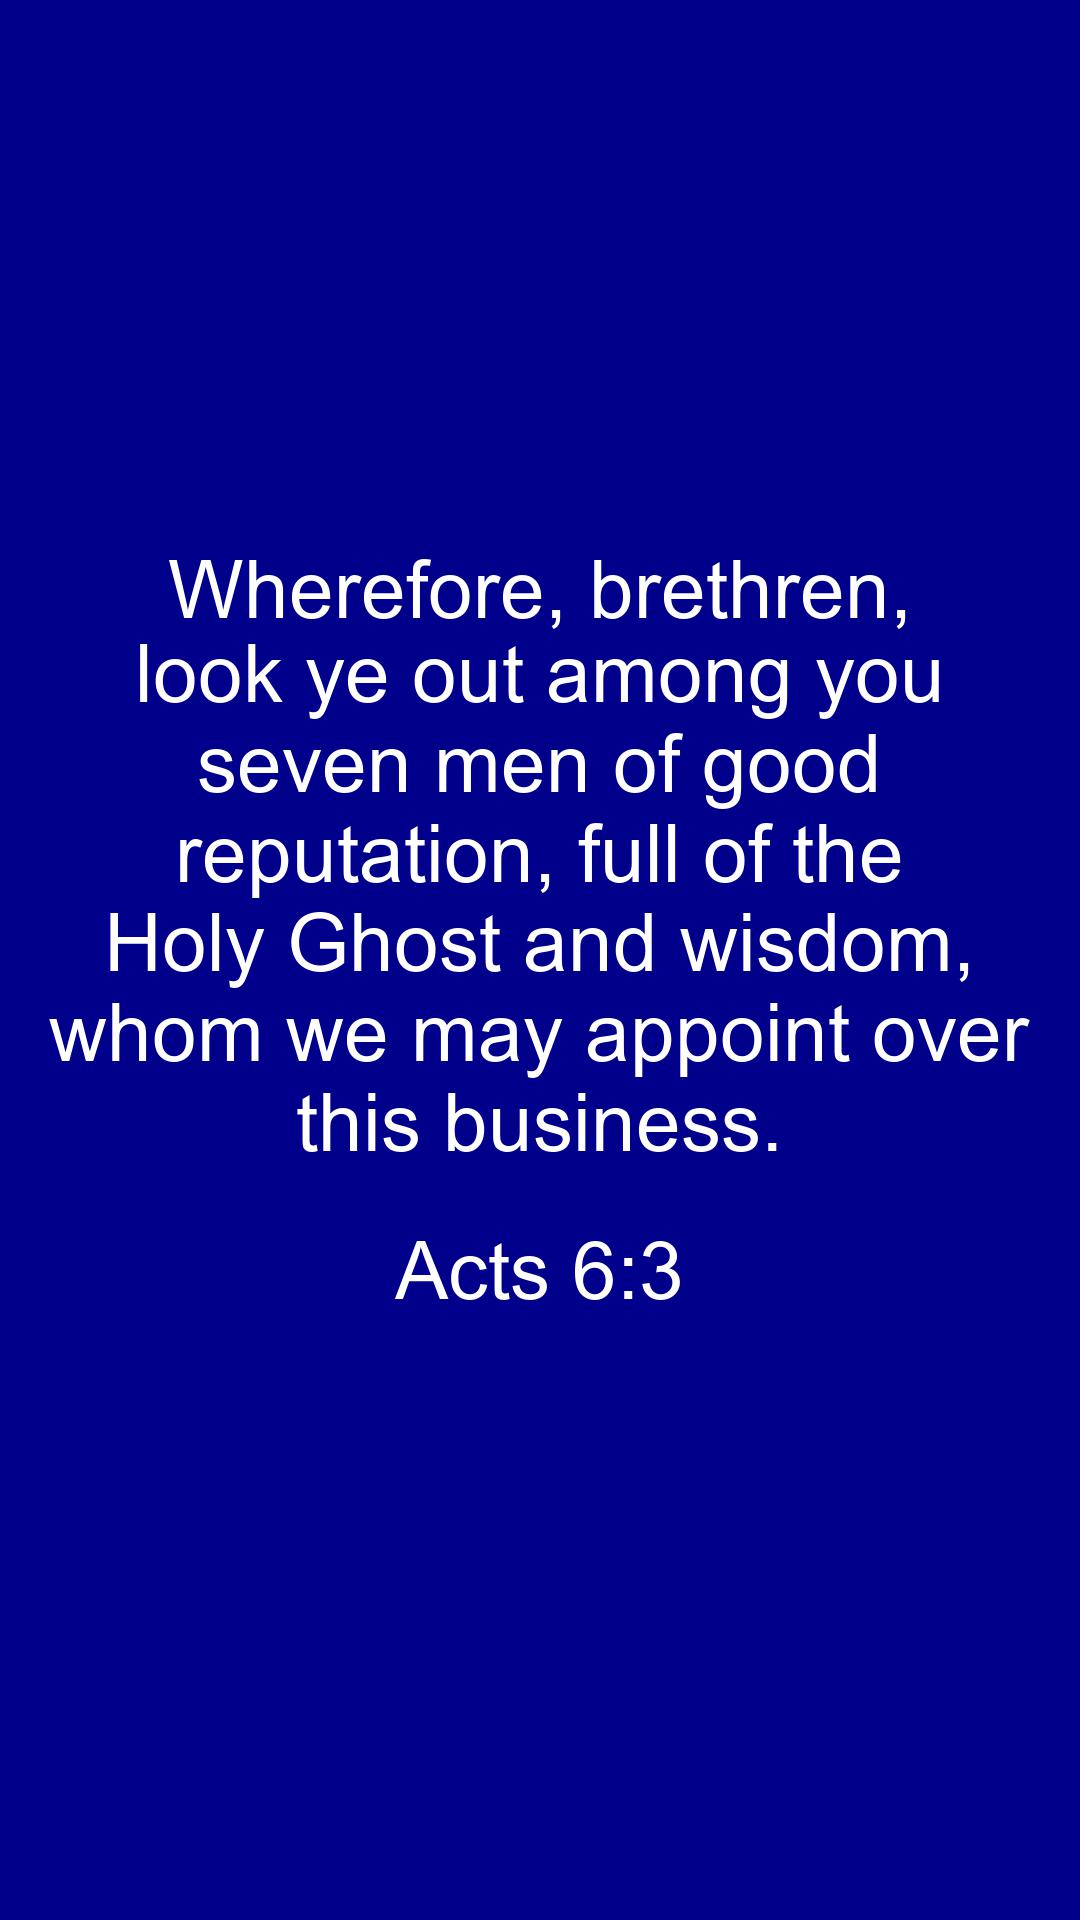 Wherefore, brethren,
look ye out among you
seven men of good
reputation, full of the
Holy Ghost and wisdom,
whom we may appoint over
this business.
Acts 6:3